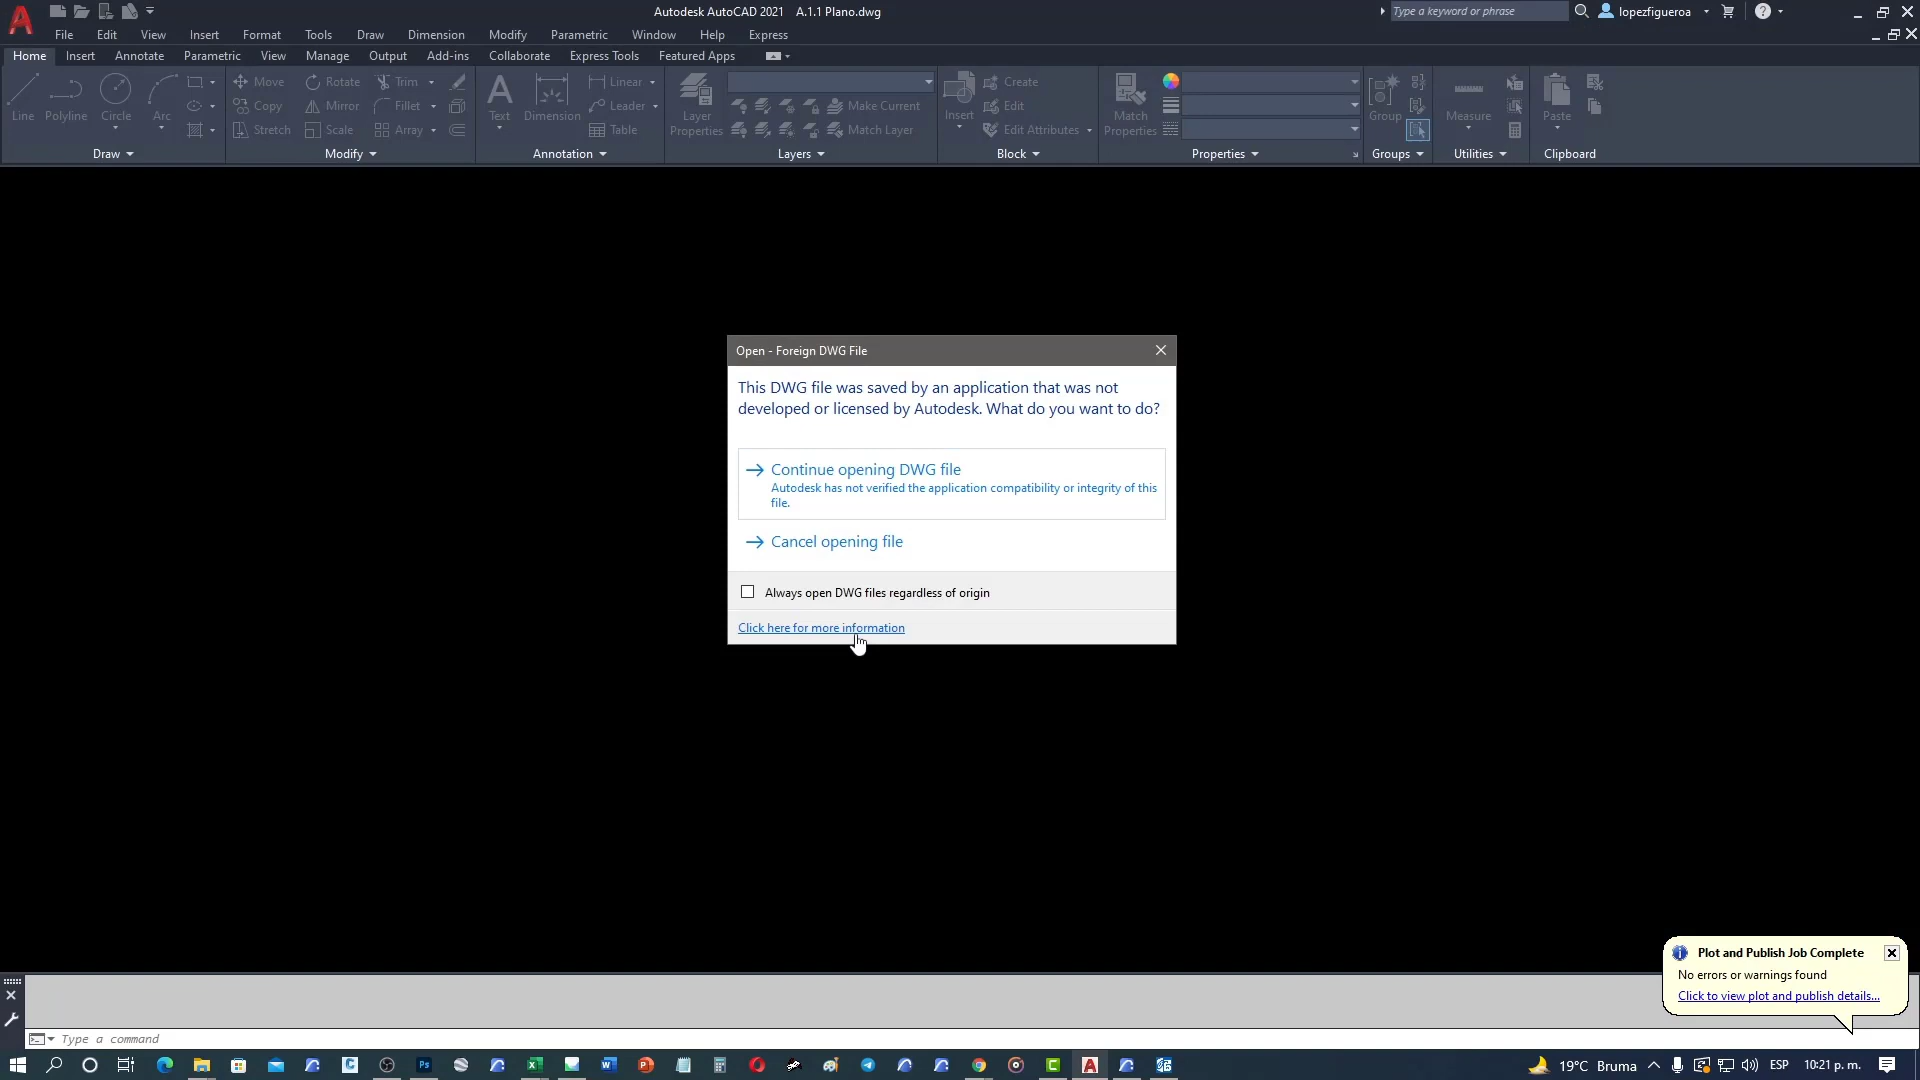 Autodesk AutoCAD 2021 A.1.1 Plano.dwg
Type a keyword or phrase
lopezfigueroa
File Edit View Insert Format Tools Draw Dimension Modify Parametric Window Help Express
Home Insert Annotate Parametric View Manage Output Add-ins Collaborate Express Tools Featured Apps
Line Polyline Circle Arc
Move Rotate Trim
Copy Mirror Fillet
Stretch Scale Array
Text Dimension
Linear
Leader
Table
Layer
Properties
Make Current
Match Layer
Insert
Create
Edit
Edit Attributes
Match
Properties
Group
Measure
Paste
Draw Modify Annotation Layers Block Properties Groups Utilities Clipboard
Open - Foreign DWG File
This DWG file was saved by an application that was not
developed or licensed by Autodesk. What do you want to do?
Continue opening DWG file
Autodesk has not verified the application compatibility or integrity of this
file.
Cancel opening file
Always open DWG files regardless of origin
Click here for more information
Plot and Publish Job Complete
No errors or warnings found
Click to view plot and publish details...
Type a command
19°C Bruma ESP 10:21 p. m.